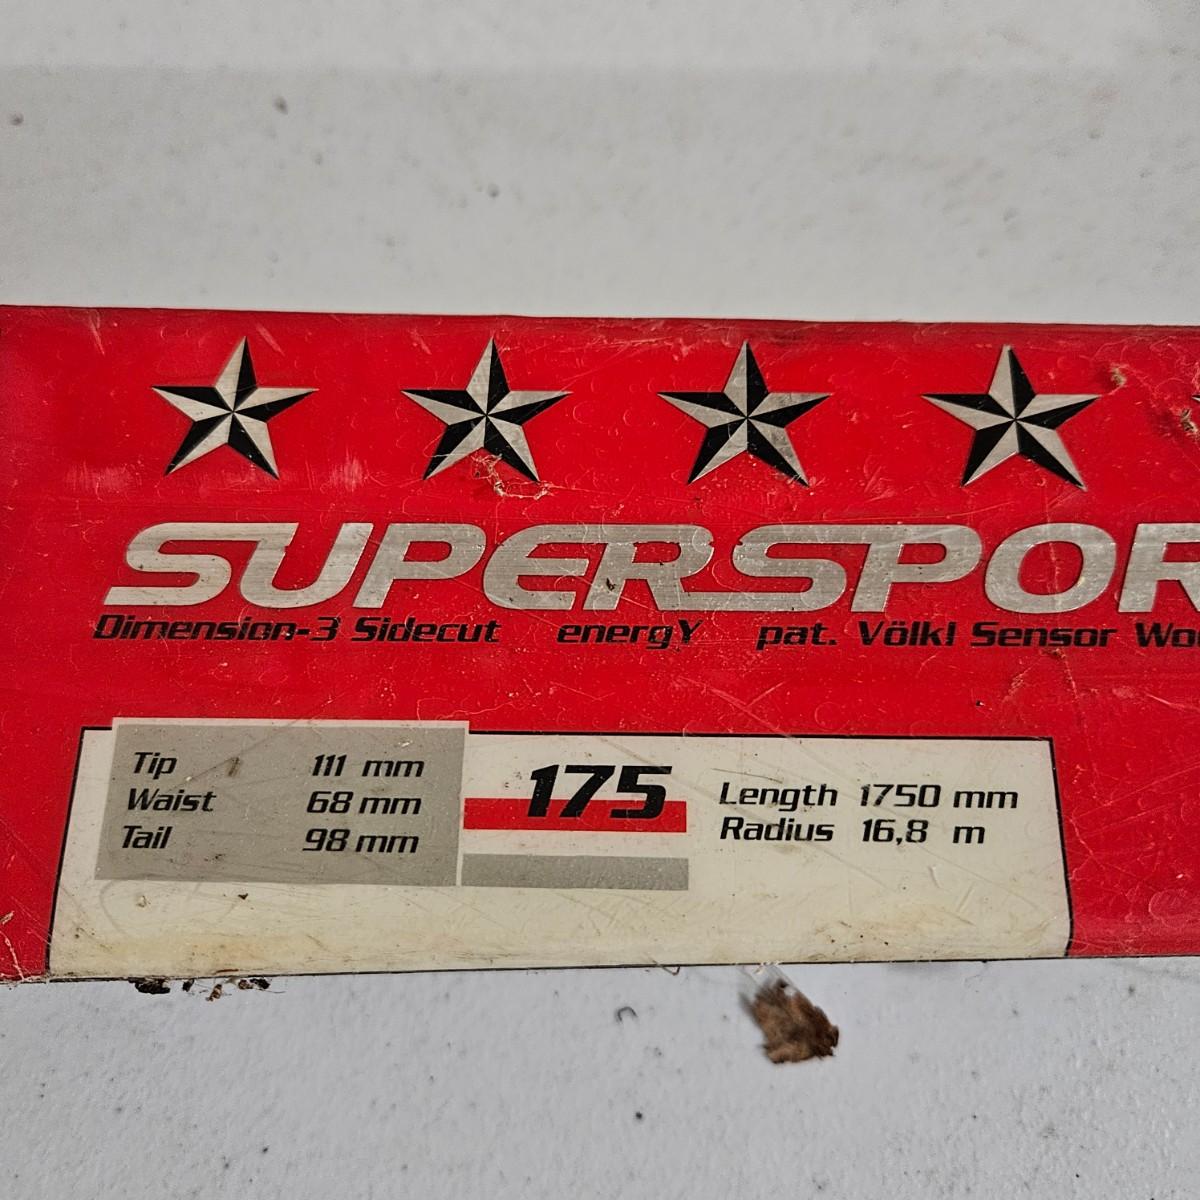 SUPERSPOR
Dimension-3 Sidecut energY pat. Völkl Sensor Wo
Tip 111 mm
Waist 68 mm
Tail 98 mm
175
Length 1750 mm
Radius 16,8 m